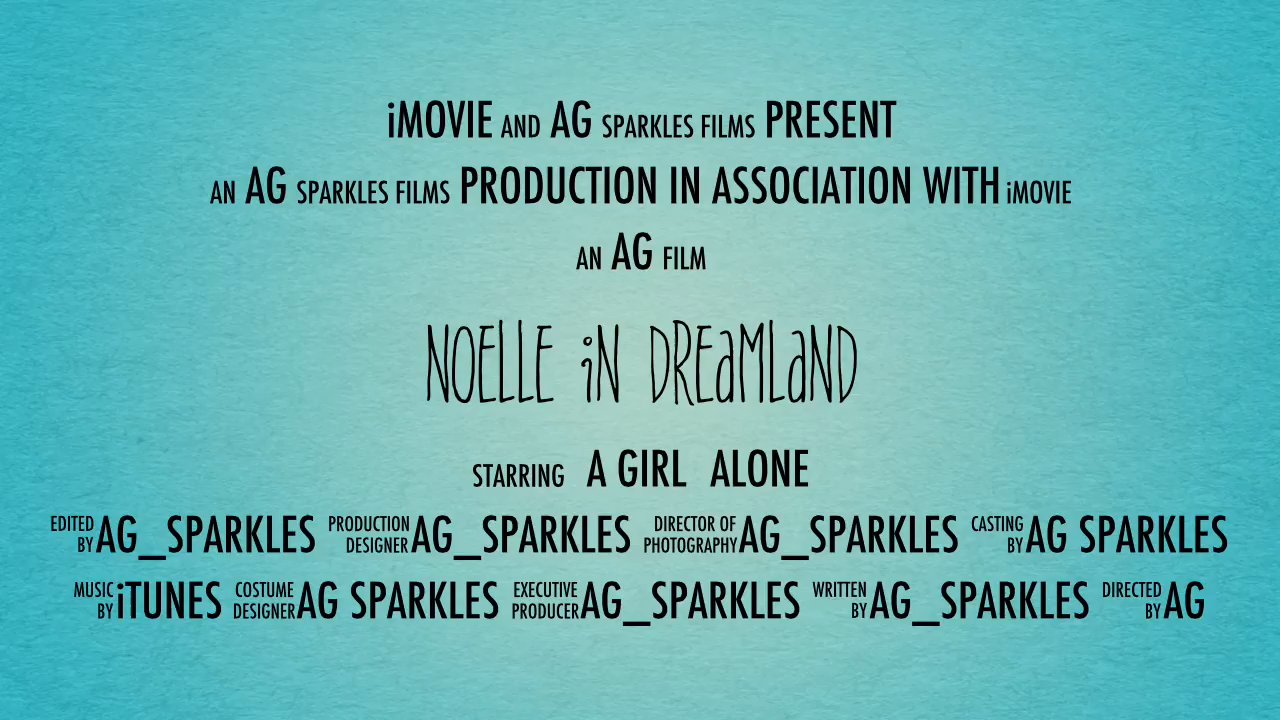 iMOVIE AND AG SPARKLES FILMS PRESENT
AN AG SPARKLES FILMS PRODUCTION IN ASSOCIATION WITH iMOVIE
AN AG FILM
NOELLE iN DREaMLaND
STARRING A GIRL ALONE
EDITED BY AG_SPARKLES PRODUCTION DESIGNER AG_SPARKLES DIRECTOR OF PHOTOGRAPHY AG_SPARKLES CASTING BY AG SPARKLES
MUSIC BY iTUNES COSTUME DESIGNER AG SPARKLES EXECUTIVE PRODUCER AG_SPARKLES WRITTEN BY AG_SPARKLES DIRECTED BY AG